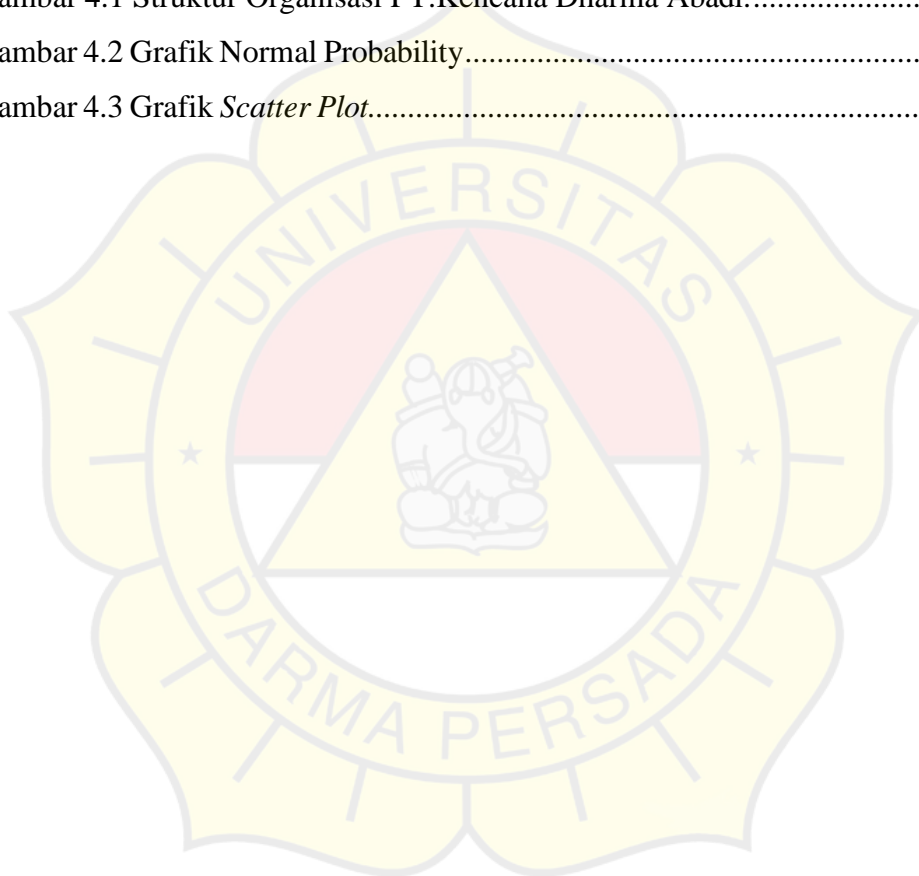 ambar 4.1 Struktur Organisasi PT.Kencana Dharma Abadi.......................
ambar 4.2 Grafik Normal Probability...........................................................
ambar 4.3 Grafik Scatter Plot.......................................................................
UNIVERSITAS
DARMA PERSADA